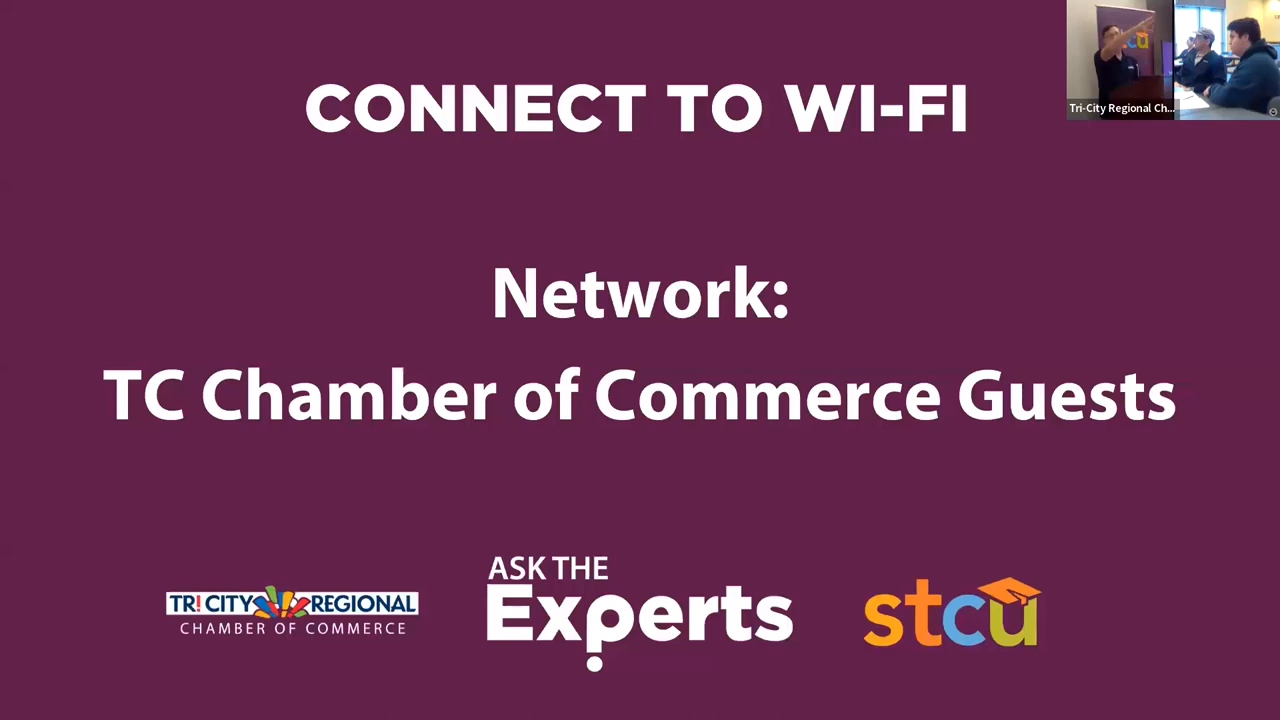 CONNECT TO WI-FI
Tri-City Regional Ch...
Network:
TC Chamber of Commerce Guests
ASK THE
Experts
TR! CITY REGIONAL
CHAMBER OF COMMERCE
stcu